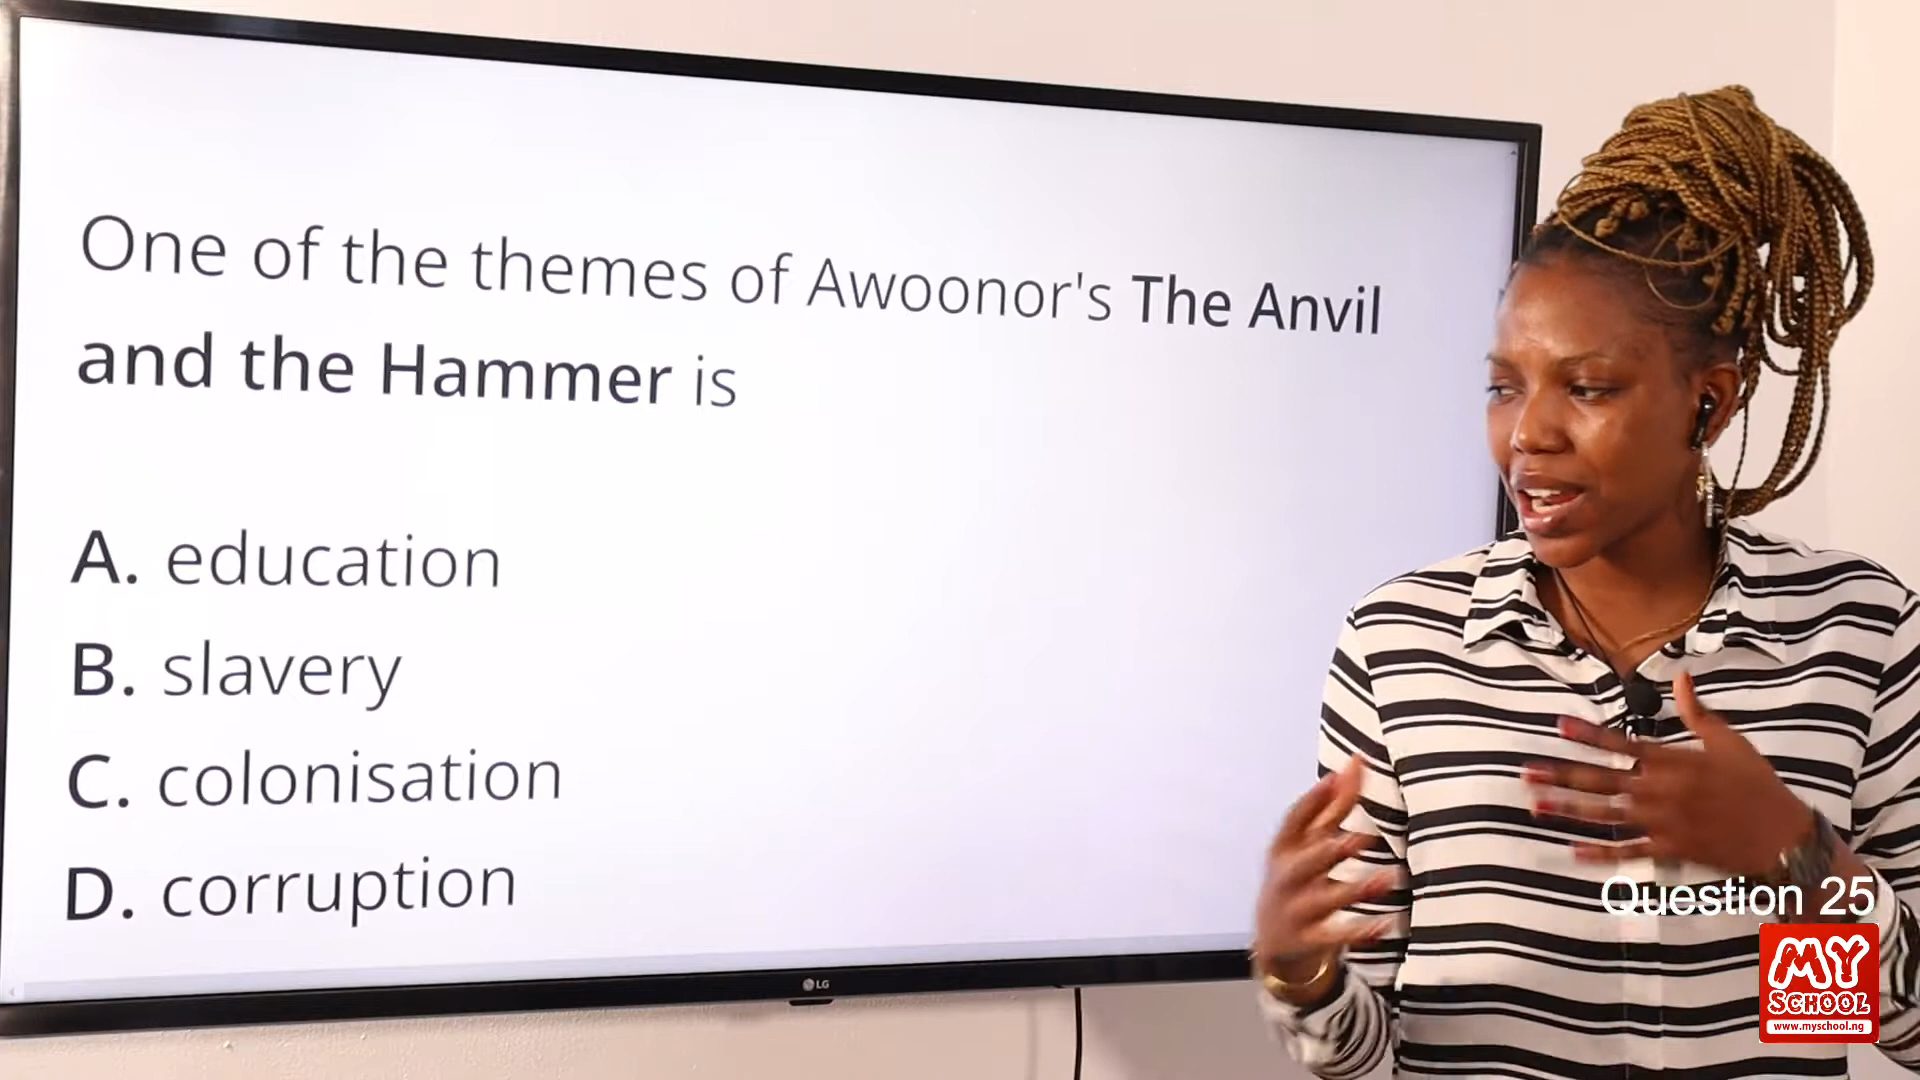 One of the themes of Awoonor's The Anvil
and the Hammer is
A. education
B. slavery
C. colonisation
D. corruption
LG
Question 25
MY
SCHOOL
www.myschool.ng